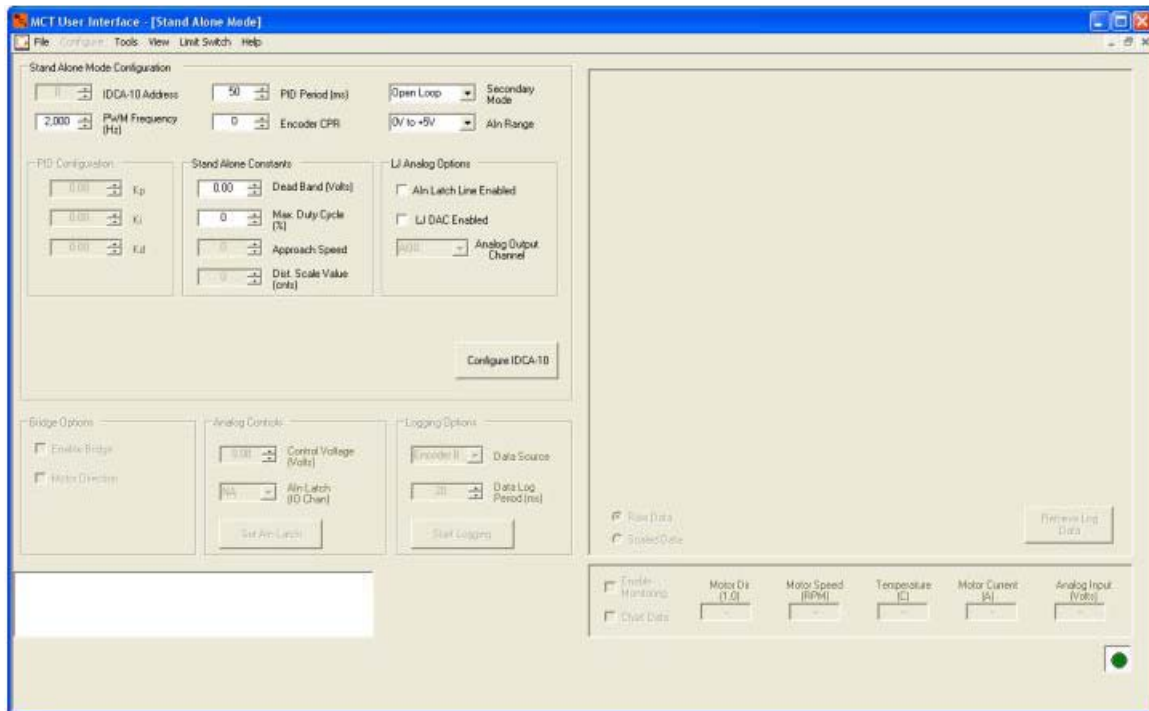 MCT User Interface - [Stand Alone Mode]
File Configure Tools View Limit Switch Help
Stand Alone Mode Configuration
0 IDCA-10 Address
50 PID Period (ms)
Open Loop Secondary Mode
2,000 PWM Frequency (Hz)
0 Encoder CPR
0V to +5V AIn Range
PID Configuration
0.00 Kp
0.00 Ki
0.00 Kd
Stand Alone Constants
0.00 Dead Band (Volts)
0 Max. Duty Cycle (%)
0 Approach Speed
0 Dist. Scale Value (cnts)
LJ Analog Options
AIn Latch Line Enabled
LJ DAC Enabled
AO0 Analog Output Channel
Configure IDCA-10
Bridge Options
Enable Bridge
Motor Direction
Analog Controls
0.00 Control Voltage (Volts)
NA AIn Latch (IO Chan)
Set AIn Latch
Logging Options
Encoder Data Source
20 Data Log Period (ms)
Start Logging
Raw Data
Scaled Data
Retrieve Log Data
Enable Monitoring
Chart Data
Motor Dir (1,0)
-
Motor Speed (RPM)
-
Temperature (C)
-
Motor Current (A)
-
Analog Input (Volts)
-